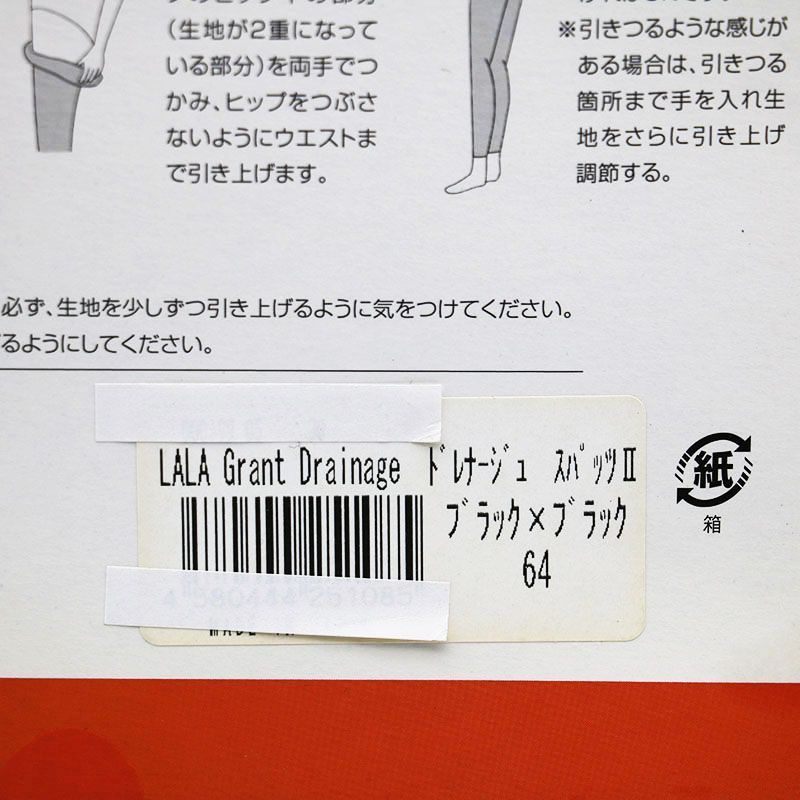 (生地が2重になって
いる部分)を両手でつ
かみ、ヒップをつぶさ
ないようにウエストま
で引き上げます。
※引きつるような感じが
ある場合は、引きつる
箇所まで手を入れ生
地をさらに引き上げ
調節する。
必ず、生地を少しずつ引き上げるように気をつけてください。
るようにしてください。
LALA Grant Drainage ドレナージュ スパッツⅡ
ブラック×ブラック
64
4 580444 251085
紙
箱